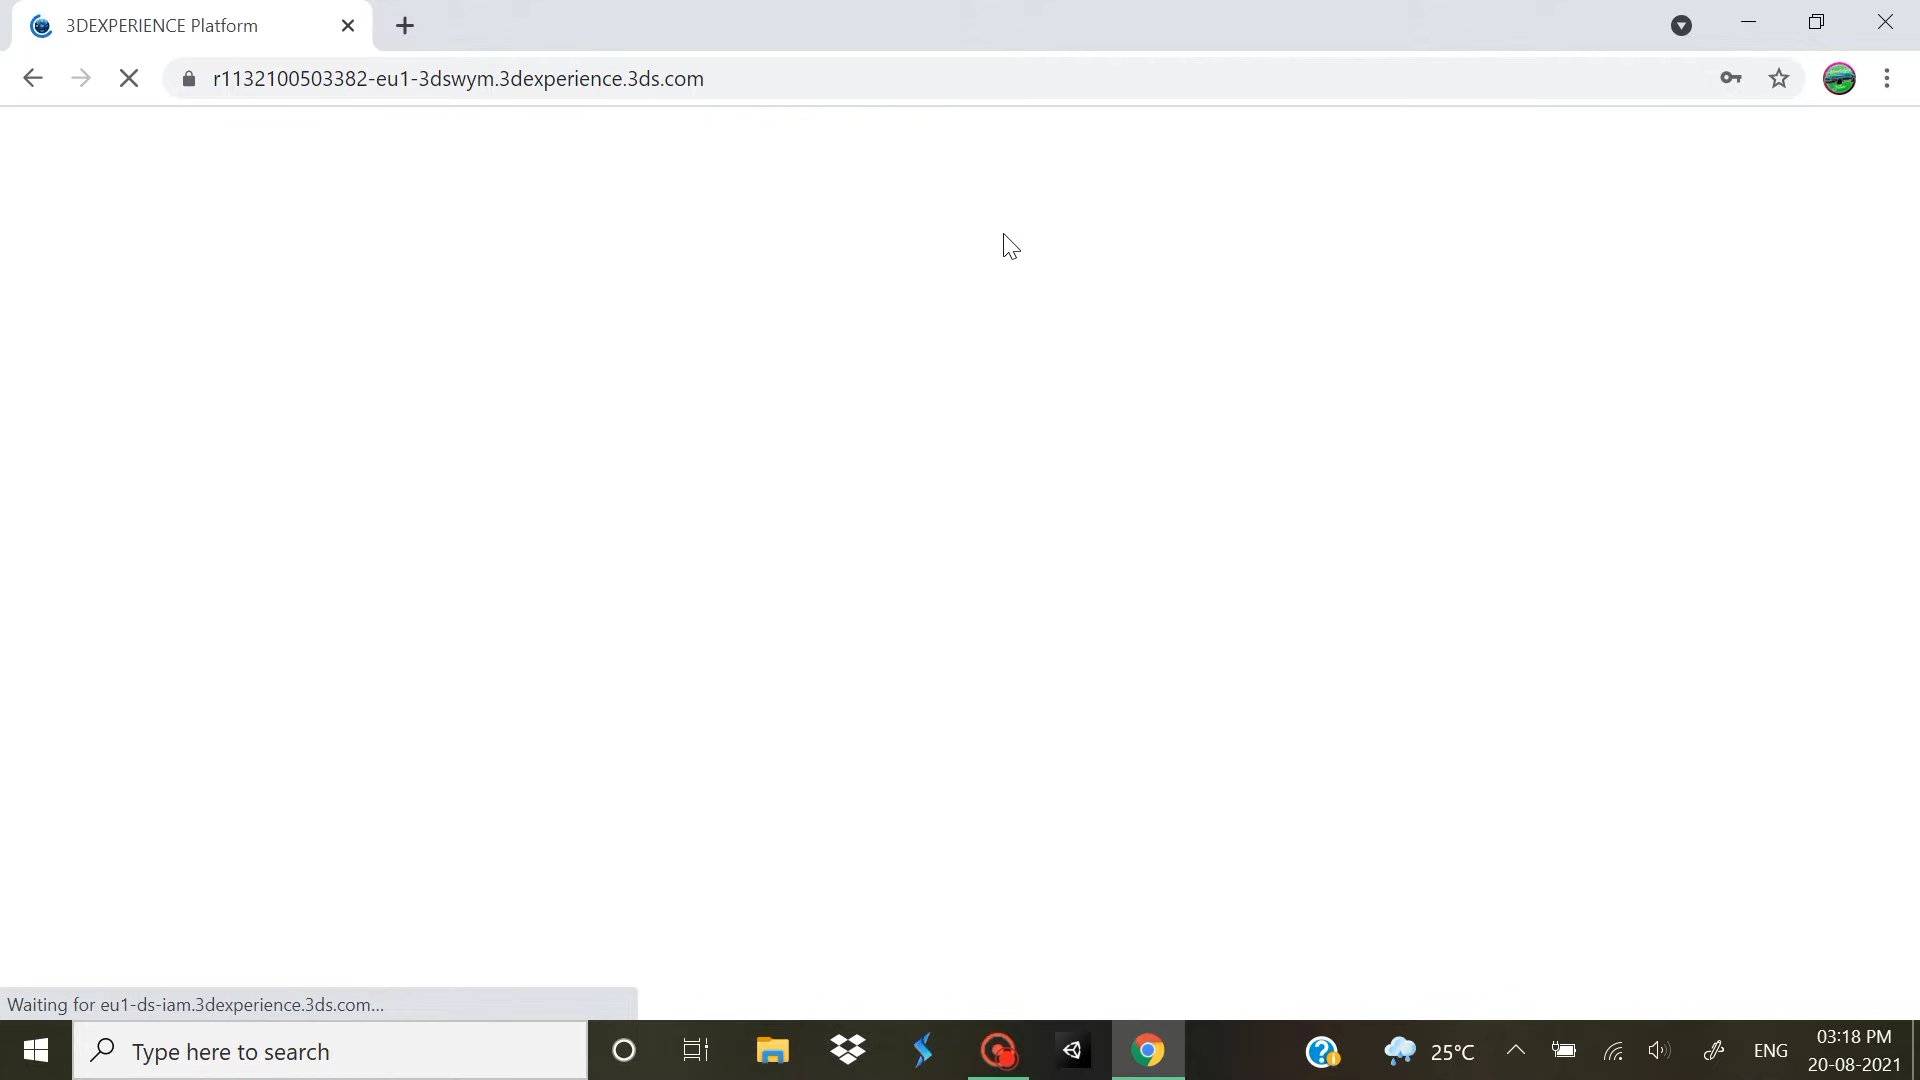 3DEXPERIENCE Platform
r1132100503382-eu1-3dswym.3dexperience.3ds.com
Waiting for eu1-ds-iam.3dexperience.3ds.com...
Type here to search
25°C
ENG
03:18 PM
20-08-2021